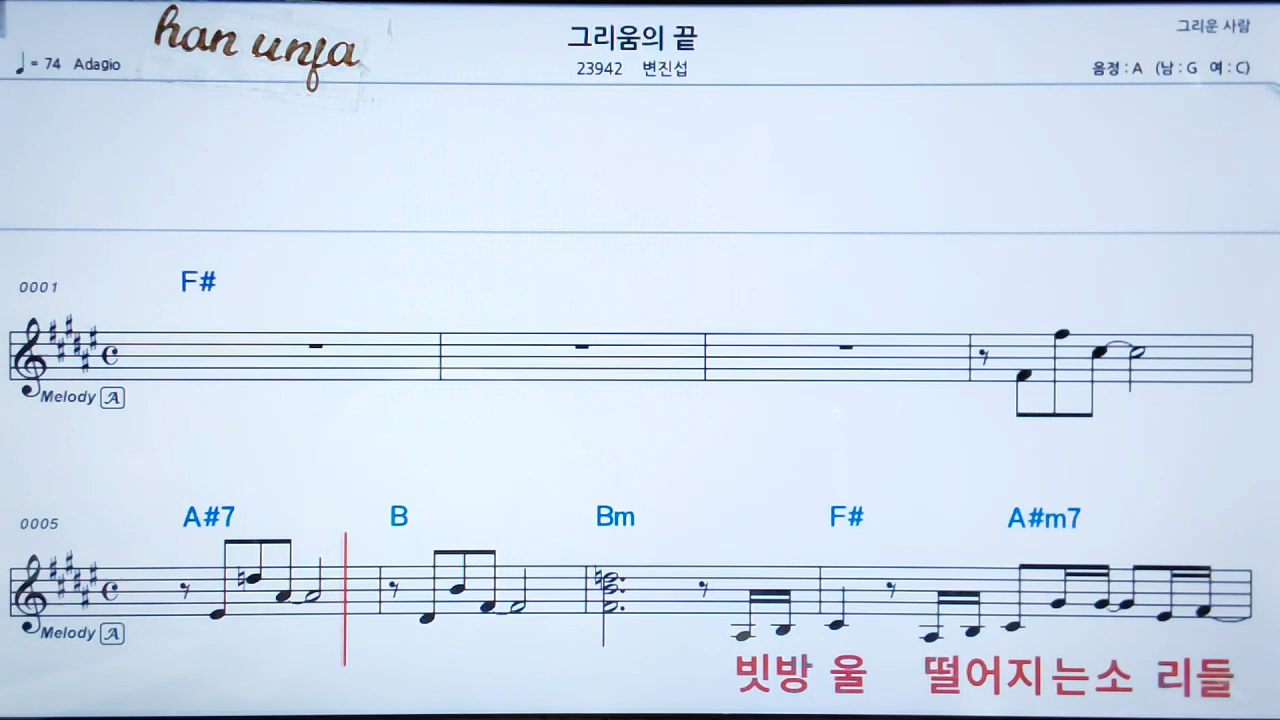 han unfa
그리움의 끝
그리운 사람
♩= 74 Adagio
23942 변진섭
음정 : A (남 : G 여 : C)
0001
F#
Melody A
0005
A#7 B Bm F# A#m7
Melody A
빗방 울 떨어지는소 리들